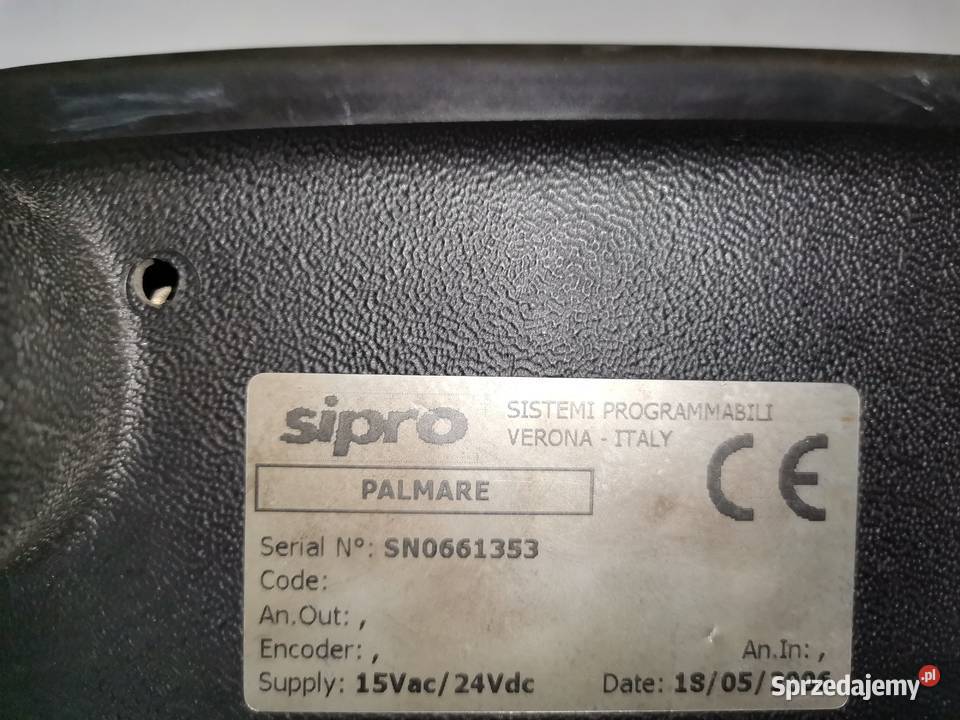 sipro
SISTEMI PROGRAMMABILI
VERONA - ITALY
CE
PALMARE
Serial N°: SN0661353
Code:
An.Out: ,
Encoder: ,
An.In: ,
Supply: 15Vac/24Vdc
Date: 18/05/
Sprzedajemy.pl